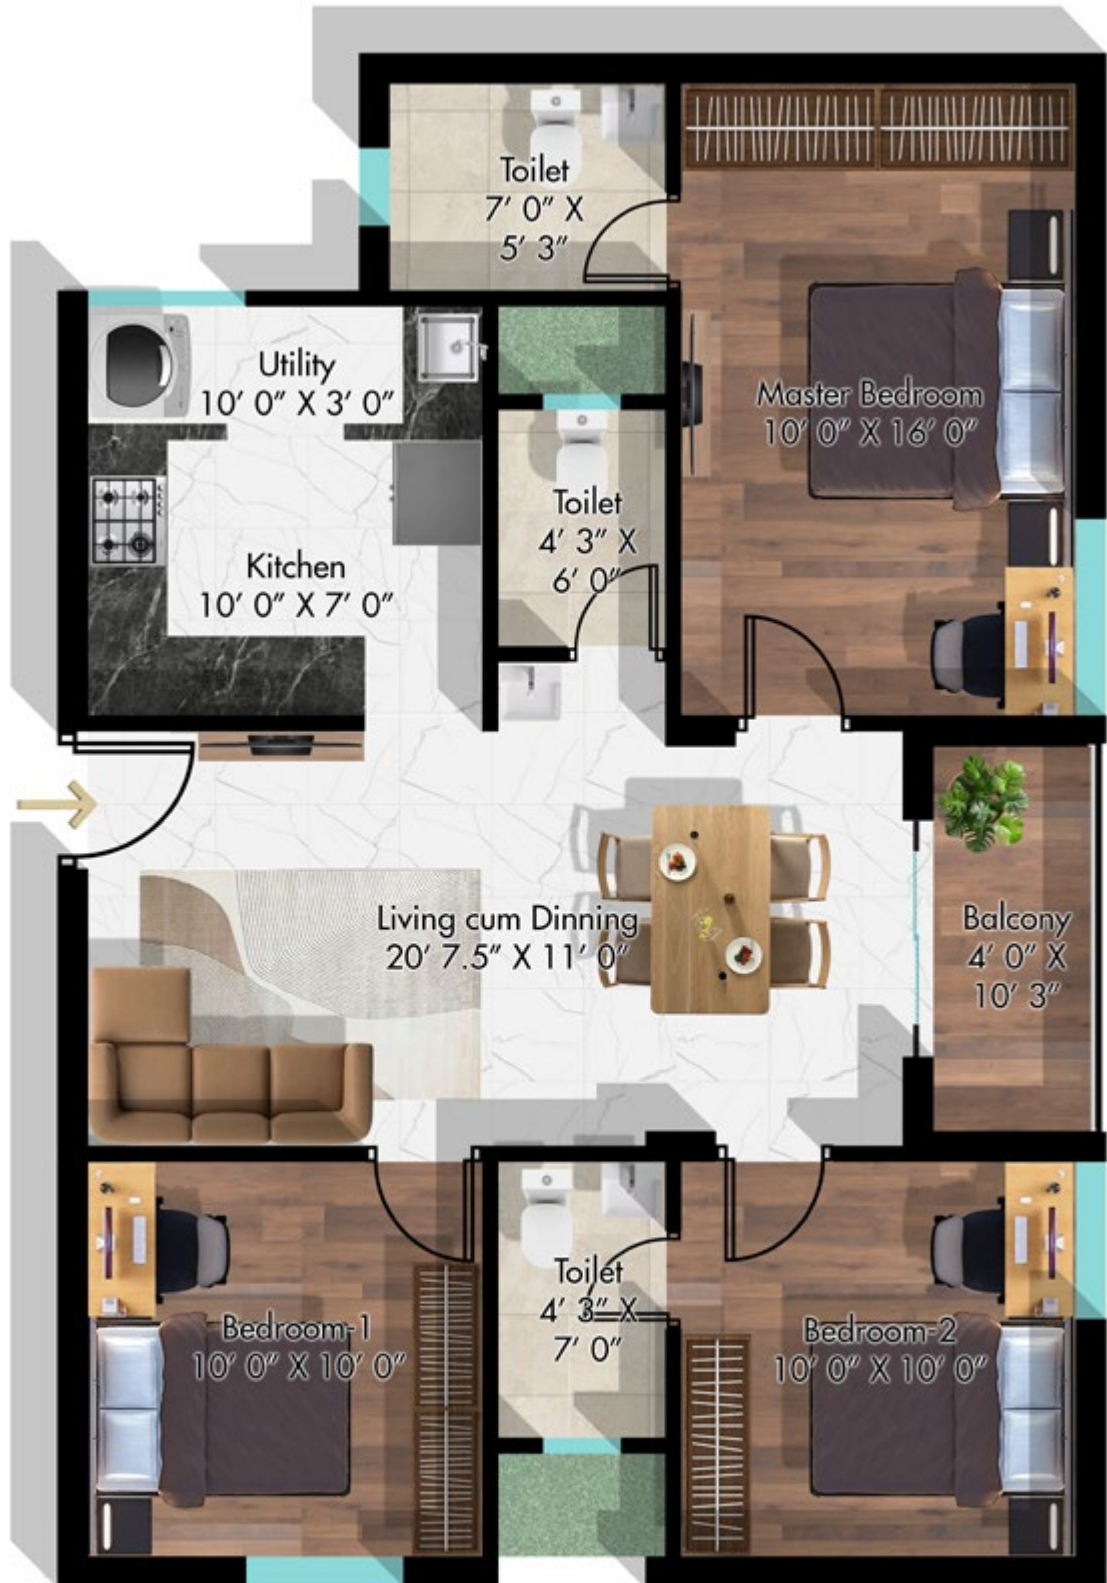 Toilet
7' 0" X
5' 3"
Utility
10' 0" X 3' 0"
Master Bedroom
10' 0" X 16' 0"
Toilet
4' 3" X
6' 0"
Kitchen
10' 0" X 7' 0"
Living cum Dinning
20' 7.5" X 11' 0"
Balcony
4' 0" X
10' 3"
Bedroom-1
10' 0" X 10' 0"
Toilet
4' 3" X
7' 0"
Bedroom-2
10' 0" X 10' 0"